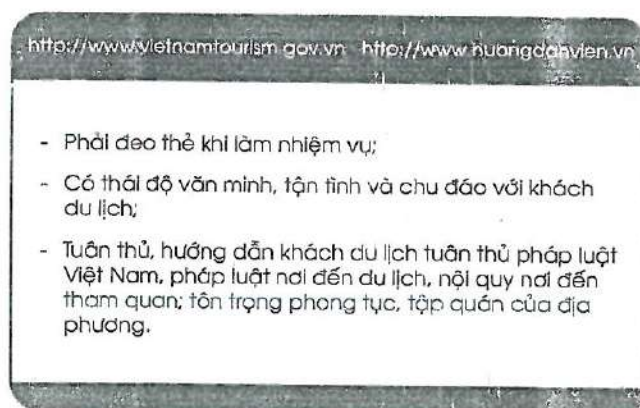 http://www.vietnamtourism.gov.vn http://www.huongdanvien.vn
- Phải đeo thẻ khi làm nhiệm vụ;
- Có thái độ văn minh, tận tình và chu đáo với khách
du lịch;
- Tuân thủ, hướng dẫn khách du lịch tuân thủ pháp luật
Việt Nam, pháp luật nơi đến du lịch, nội quy nơi đến
tham quan; tôn trọng phong tục, tập quán của địa
phương.